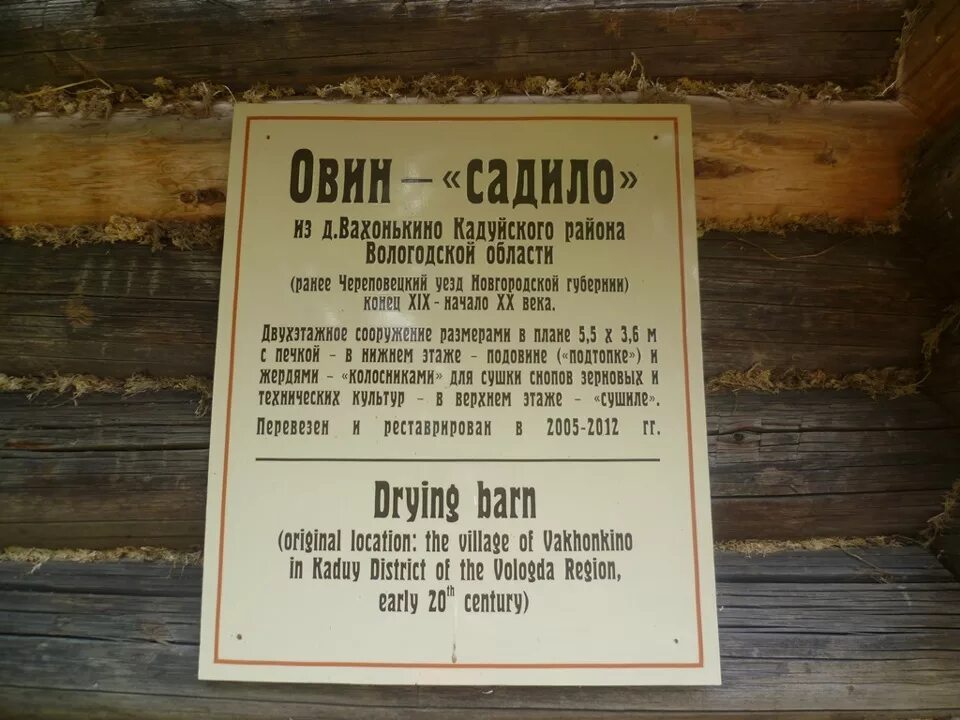 Овин – «садило»
из д.Вахонькино Кадуйского района
Вологодской области
(ранее Череповецкий уезд Новгородской губернии)
конец XIX - начало XX века.
Двухэтажное сооружение размерами в плане 5,5 х 3,6 м
с печкой - в нижнем этаже - подовине («подтопке») и
жердями - «колосниками» для сушки снопов зерновых и
технических культур - в верхнем этаже - «сушиле».
Перевезен и реставрирован в 2005-2012 гг.
Drying barn
(original location: the village of Vakhonkino
in Kaduy District of the Vologda Region,
early 20th century)